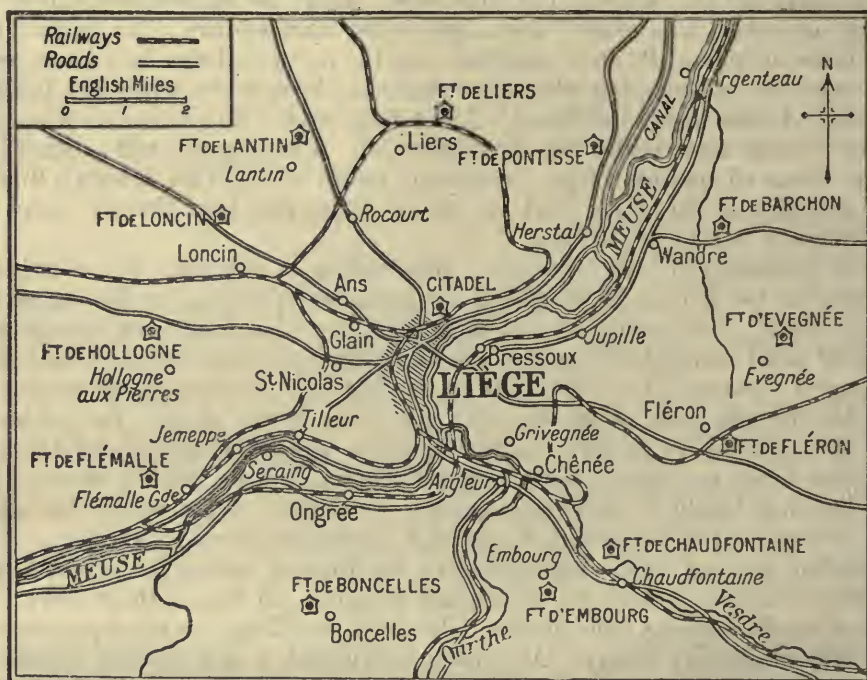 Railways
Roads
English Miles
0 1 2
N
Argenteau
CANAL
FT DE LIERS
Liers
FT DE LANTIN
Lantin
FT DE PONTISSE
MEUSE
FT DE BARCHON
FT DE LONCIN
Rocourt
Herstal
Wandre
Loncin
Ans
CITADEL
FT D'EVEGNÉE
Glain
Jupille
FT DE HOLLOGNE
Bressoux
Evegnée
Hollogne
aux Pierres
St Nicolas
LIÉGE
Fléron
Tilleur
Grivegnée
FT DE FLÉRON
Jemeppe
Chênée
FT DE FLÉMALLE
Seraing
Angleur
Flémalle Gde
Ongrée
FT DE CHAUDFONTAINE
Embourg
MEUSE
Chaudfontaine
FT DE BONCELLES
FT D'EMBOURG
Vesdre
Boncelles
Ourthe